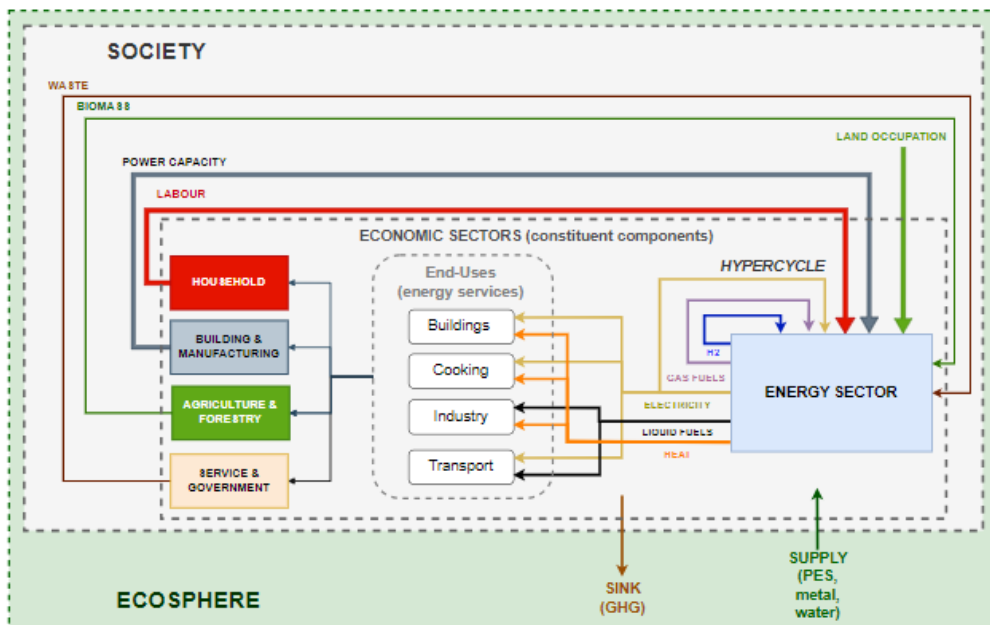 SOCIETY
WASTE
BIOMASS
LAND OCCUPATION
POWER CAPACITY
LABOUR
ECONOMIC SECTORS (constituent components)
HYPERCYCLE
End-Uses
(energy services)
HOUSEHOLD
BUILDING &
MANUFACTURING
AGRICULTURE &
FORESTRY
SERVICE &
GOVERNMENT
Buildings
Cooking
Industry
Transport
H2
GAS FUELS
ELECTRICITY
LIQUID FUELS
HEAT
ENERGY SECTOR
SINK
(GHG)
SUPPLY
(PES,
metal,
water)
ECOSPHERE